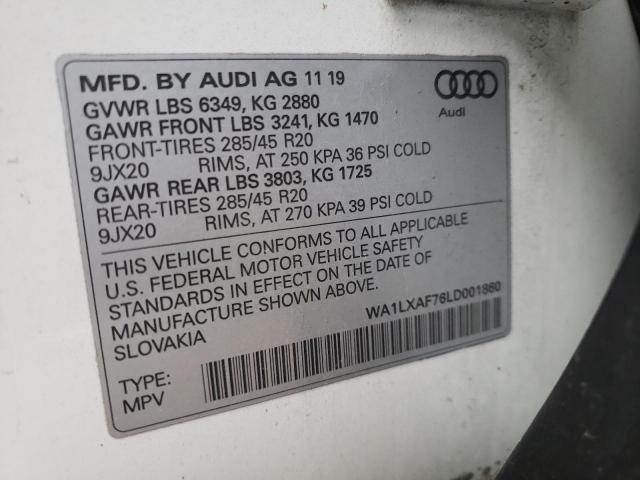 MFD. BY AUDI AG 11 19
GVWR LBS 6349, KG 2880
GAWR FRONT LBS 3241, KG 1470
FRONT-TIRES 285/45 R20
9JX20 RIMS, AT 250 KPA 36 PSI COLD
GAWR REAR LBS 3803, KG 1725
REAR-TIRES 285/45 R20
9JX20 RIMS, AT 270 KPA 39 PSI COLD
Audi
THIS VEHICLE CONFORMS TO ALL APPLICABLE
U.S. FEDERAL MOTOR VEHICLE SAFETY
STANDARDS IN EFFECT ON THE DATE OF
MANUFACTURE SHOWN ABOVE.
SLOVAKIA
WA1LXAF76LD001860
TYPE:
MPV